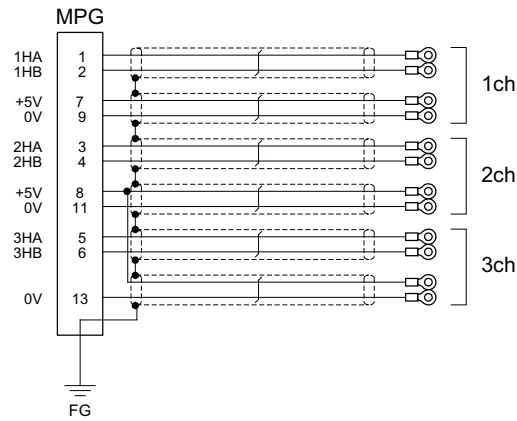 MPG
1HA 1
1HB 2
+5V 7
0V 9
1ch
2HA 3
2HB 4
+5V 8
0V 11
2ch
3HA 5
3HB 6
0V 13
3ch
FG